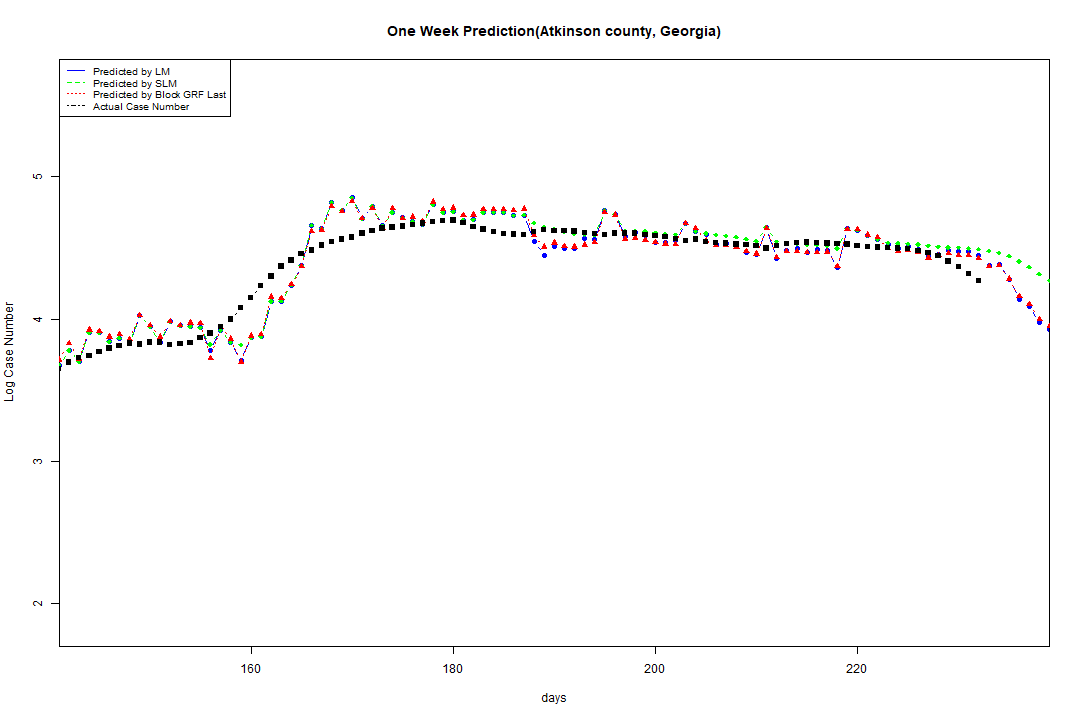 One Week Prediction(Atkinson county, Georgia)
Predicted by LM
Predicted by SLM
Predicted by Block GRF Last
Actual Case Number
5
4
3
2
Log Case Number
160 180 200 220
days